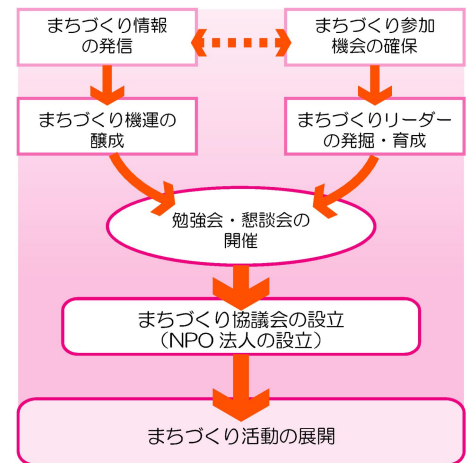 まちづくり情報
の発信
まちづくり参加
機会の確保
まちづくり機運の
醸成
まちづくりリーダー
の発掘・育成
勉強会・懇談会の
開催
まちづくり協議会の設立
（NPO 法人の設立）
まちづくり活動の展開